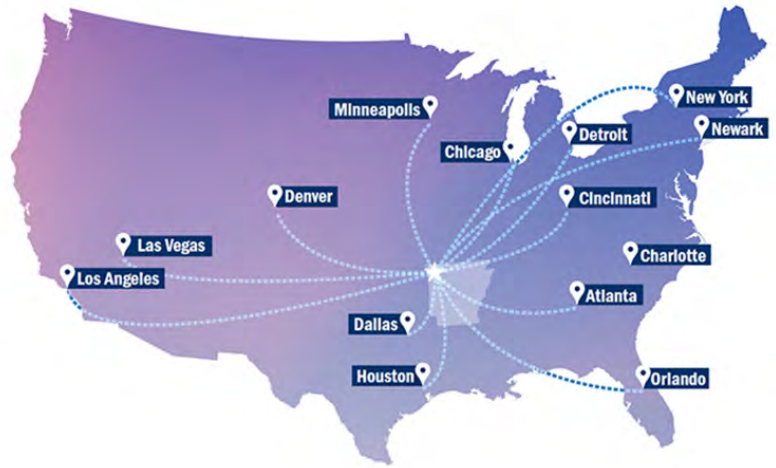 New York
Minneapolis
Newark
Detroit
Chicago
Denver
Cincinnati
Las Vegas
Charlotte
Los Angeles
Atlanta
Dallas
Houston
Orlando